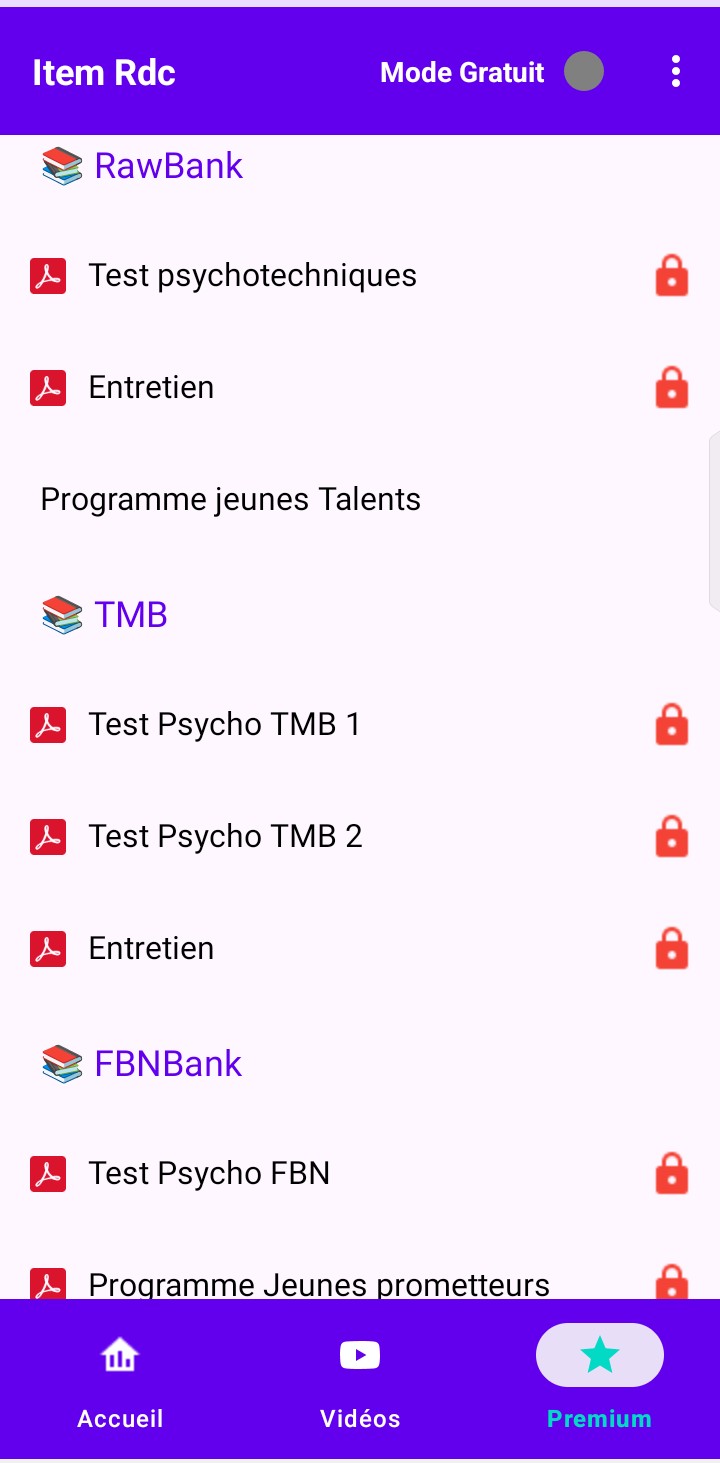 Item Rdc
Mode Gratuit
RawBank
Test psychotechniques
Entretien
Programme jeunes Talents
TMB
Test Psycho TMB 1
Test Psycho TMB 2
Entretien
FBNBank
Test Psycho FBN
Programme Jeunes prometteurs
Accueil
Vidéos
Premium